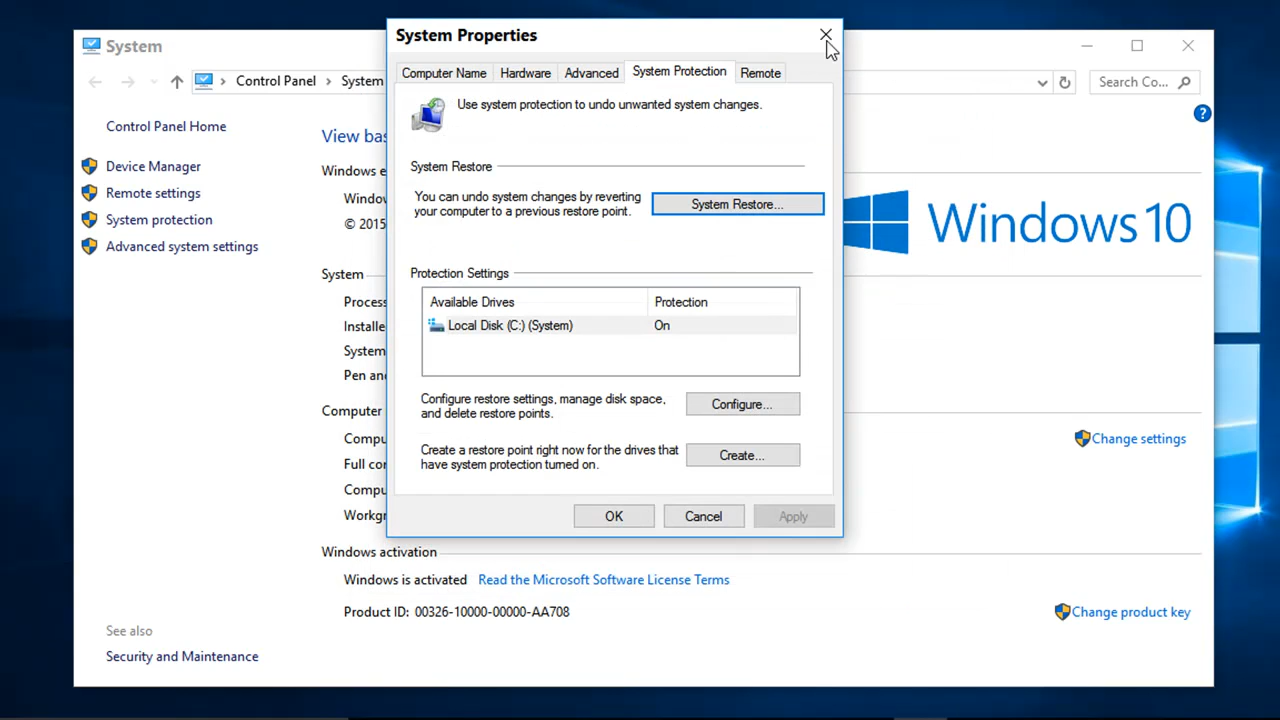 System
Control Panel > System
Search Co...
Control Panel Home
Device Manager
Remote settings
System protection
Advanced system settings
See also
Security and Maintenance
View bas
Windows e
Window
© 2015
System
Process
Installe
System
Pen and
Computer
Compu
Full cor
Compu
Workg
Windows activation
Windows is activated Read the Microsoft Software License Terms
Product ID: 00326-10000-00000-AA708
?
Windows 10
Change settings
Change product key
System Properties
Computer Name Hardware Advanced System Protection Remote
Use system protection to undo unwanted system changes.
System Restore
You can undo system changes by reverting
your computer to a previous restore point.
System Restore...
Protection Settings
Available Drives Protection
Local Disk (C:) (System) On
Configure restore settings, manage disk space,
and delete restore points.
Configure...
Create a restore point right now for the drives that
have system protection turned on.
Create...
OK Cancel Apply